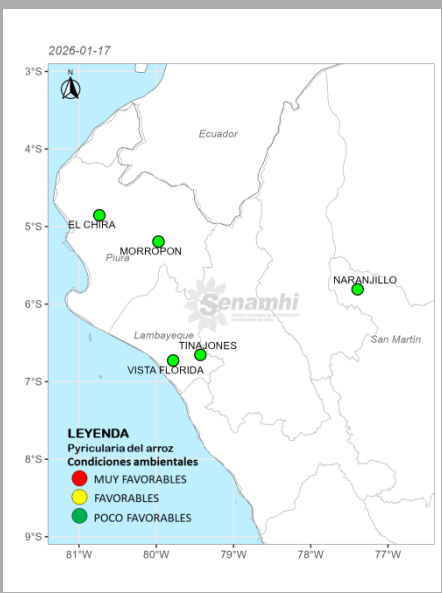 2026-01-17
N
3°S
Ecuador
4°S
EL CHIRA
5°S
MORROPON
Piura
NARANJILLO
6°S
Senamhi
Lambayeque
TINAJONES
San Martín
VISTA FLORIDA
7°S
LEYENDA
Pyricularia del arroz
Condiciones ambientales
MUY FAVORABLES
FAVORABLES
POCO FAVORABLES
8°S
9°S
81°W 80°W 79°W 78°W 77°W